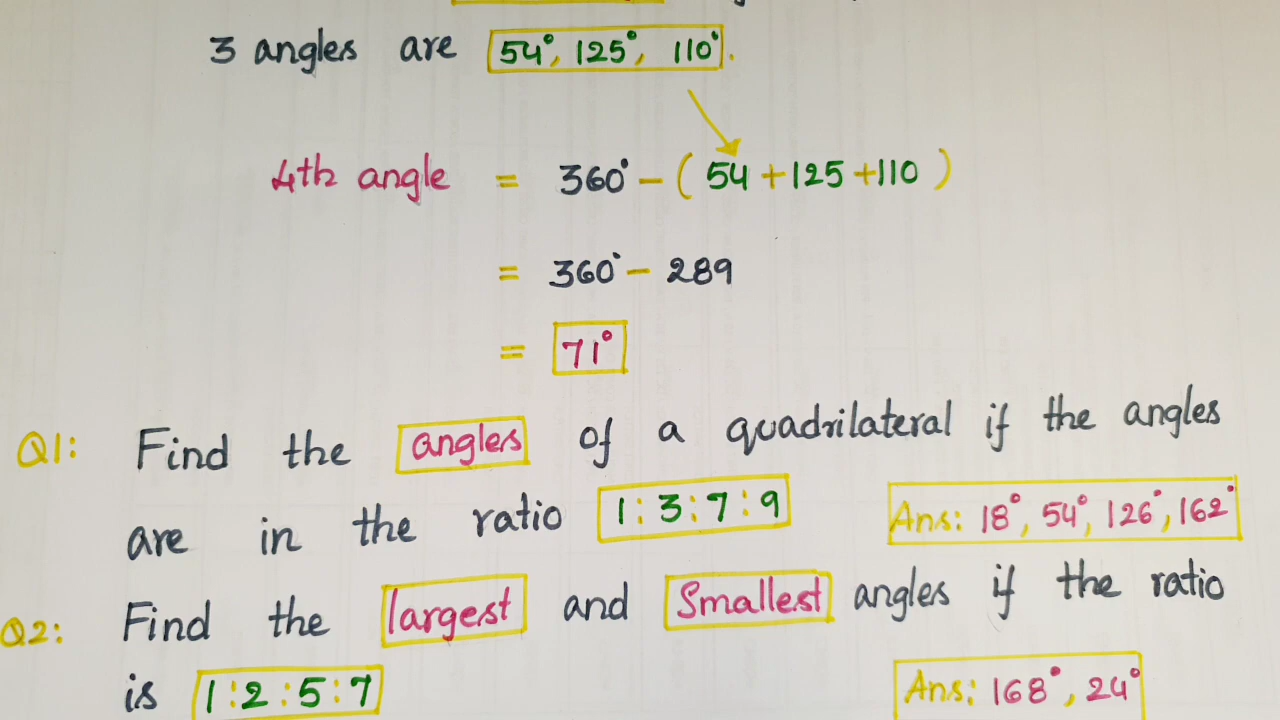 3 angles are 54°, 125°, 110°.
4th angle = 360° - ( 54 + 125 + 110 )
= 360° - 289
= 71°
Q1: Find the angles of a quadrilateral if the angles
are in the ratio 1:3:7:9 Ans: 18°, 54°, 126°, 162°
Q2: Find the largest and Smallest angles if the ratio
is 1:2:5:7 Ans: 168°, 24°